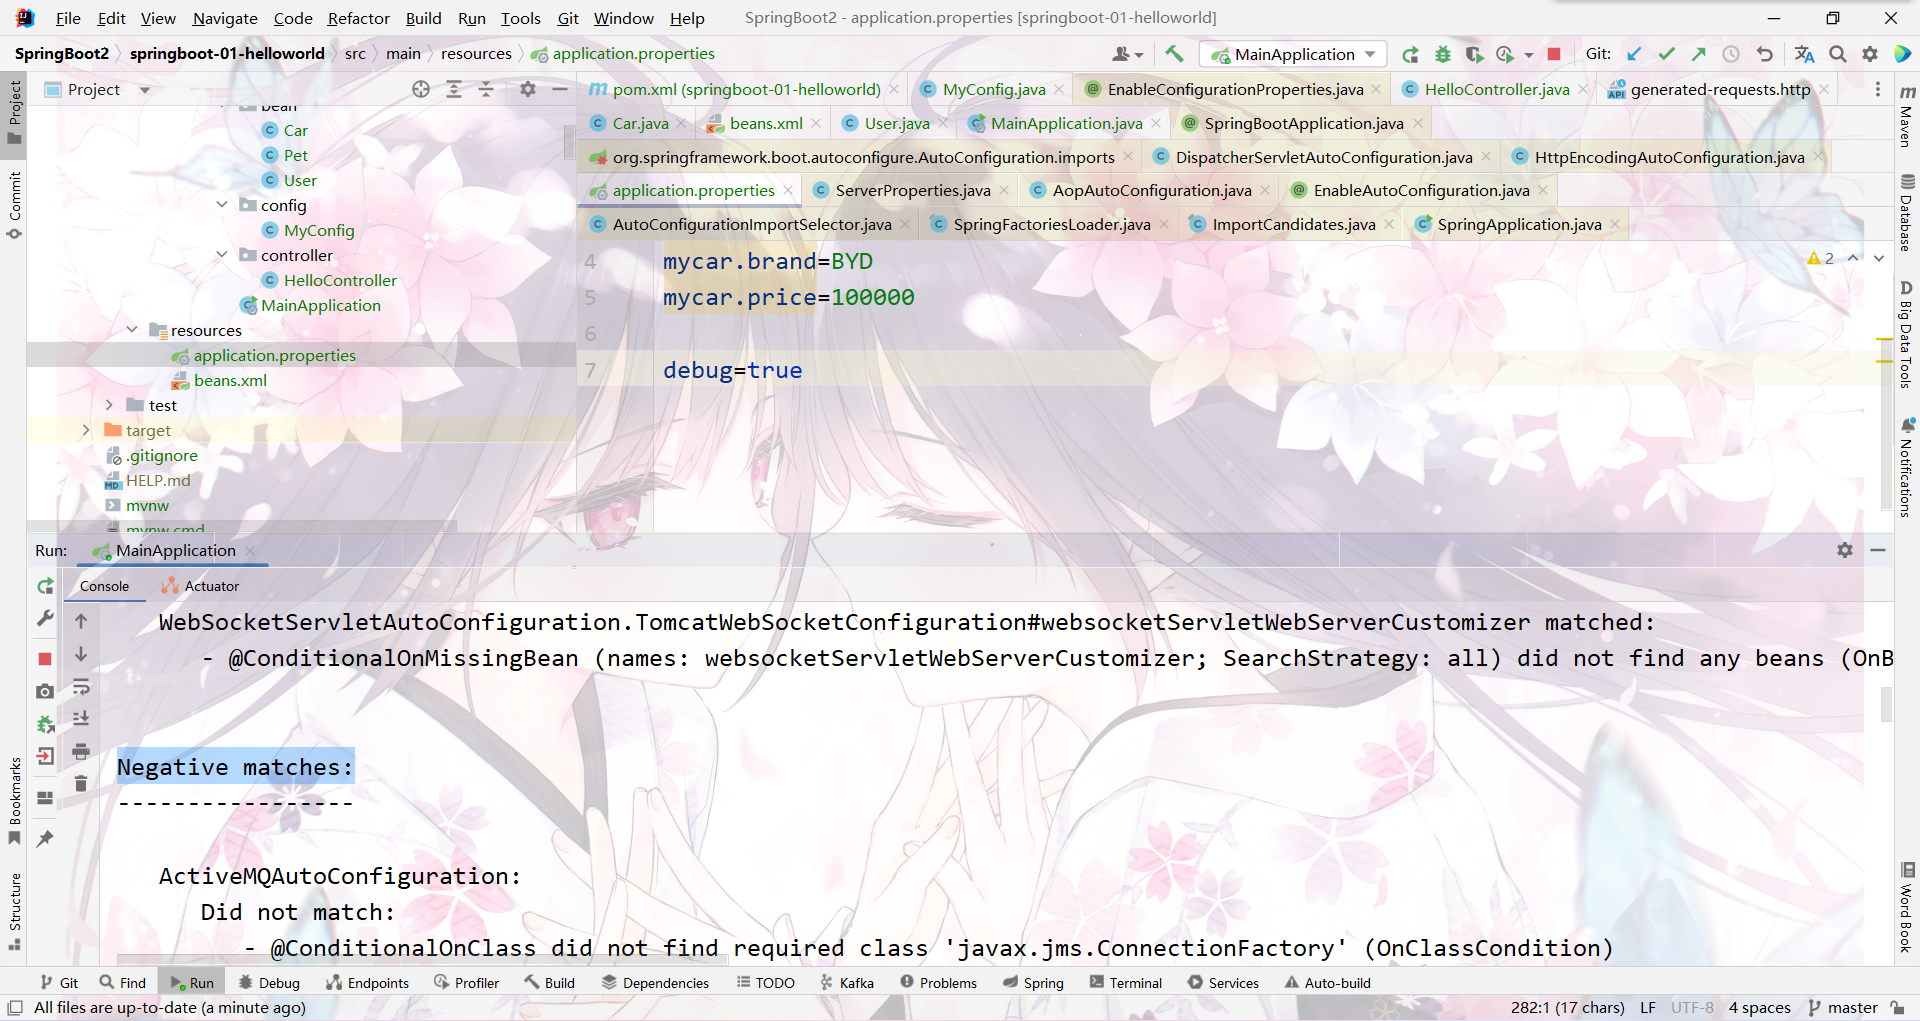 File Edit View Navigate Code Refactor Build Run Tools Git Window Help SpringBoot2 - application.properties [springboot-01-helloworld]
SpringBoot2 springboot-01-helloworld src main resources application.properties MainApplication Git:
Project
pom.xml (springboot-01-helloworld) MyConfig.java EnableConfigurationProperties.java HelloController.java generated-requests.http
Car.java beans.xml User.java MainApplication.java SpringBootApplication.java
org.springframework.boot.autoconfigure.AutoConfiguration.imports DispatcherServletAutoConfiguration.java HttpEncodingAutoConfiguration.java
application.properties ServerProperties.java AopAutoConfiguration.java EnableAutoConfiguration.java
AutoConfigurationImportSelector.java SpringFactoriesLoader.java ImportCandidates.java SpringApplication.java
bean
Car
Pet
User
config
MyConfig
controller
HelloController
MainApplication
resources
application.properties
beans.xml
test
target
.gitignore
HELP.md
mvnw
mvnw.cmd
4 mycar.brand=BYD
5 mycar.price=100000
6
7 debug=true
2
Project
Commit
Bookmarks
Structure
Maven
Database
Big Data Tools
Notifications
Word Book
Run: MainApplication
Console Actuator
WebSocketServletAutoConfiguration.TomcatWebSocketConfiguration#websocketServletWebServerCustomizer matched:
- @ConditionalOnMissingBean (names: websocketServletWebServerCustomizer; SearchStrategy: all) did not find any beans (OnB
Negative matches:
-----------------
ActiveMQAutoConfiguration:
Did not match:
- @ConditionalOnClass did not find required class 'javax.jms.ConnectionFactory' (OnClassCondition)
Git Find Run Debug Endpoints Profiler Build Dependencies TODO Kafka Problems Spring Terminal Services Auto-build
All files are up-to-date (a minute ago) 282:1 (17 chars) LF UTF-8 4 spaces master